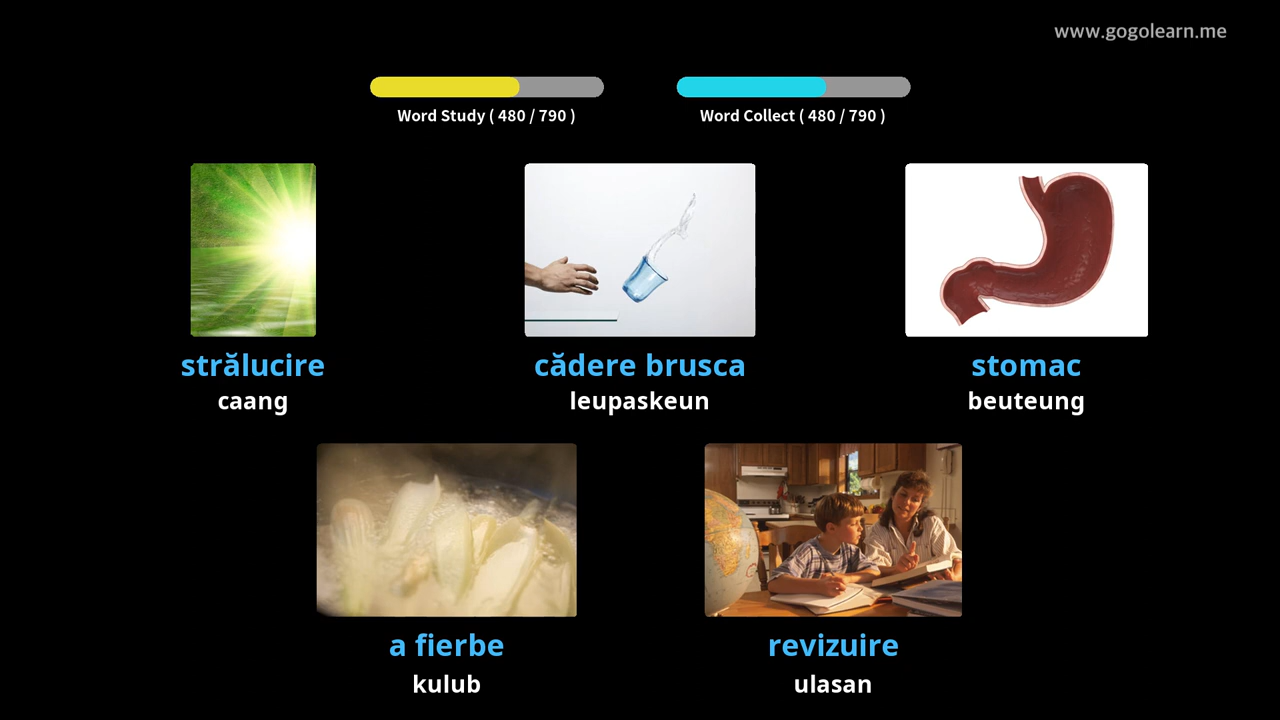 www.gogolearn.me
Word Study ( 480 / 790 )
Word Collect ( 480 / 790 )
strălucire
caang
cădere brusca
leupaskeun
stomac
beuteung
a fierbe
kulub
revizuire
ulasan